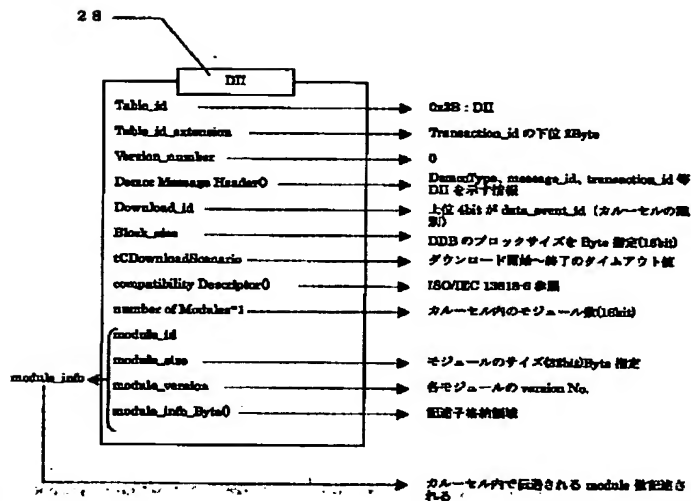 28
DII
Table_id
0x3B : DII
Table_id_extension
Transaction_id の下位 2Byte
Version_number
0
Dsmcc Message Header()
DsmccType、message_id、transaction_id 等
DII を示す情報
Download_id
上位 4bit が data_event_id (カルーセルの識
別)
Block_size
DDB のブロックサイズを Byte 指定(16bit)
tCDownloadScenario
ダウンロード開始～終了のタイムアウト値
compatibility Descriptor()
ISO/IEC 13818-6 参照
number of Modules=1
カルーセル内のモジュール数(16bit)
module_id
module_size
モジュールのサイズ(32bit)Byte 指定
module_info
module_version
各モジュールの version No.
module_info_Byte()
記述子格納領域
カルーセル内で伝送される module 数記述さ
れる